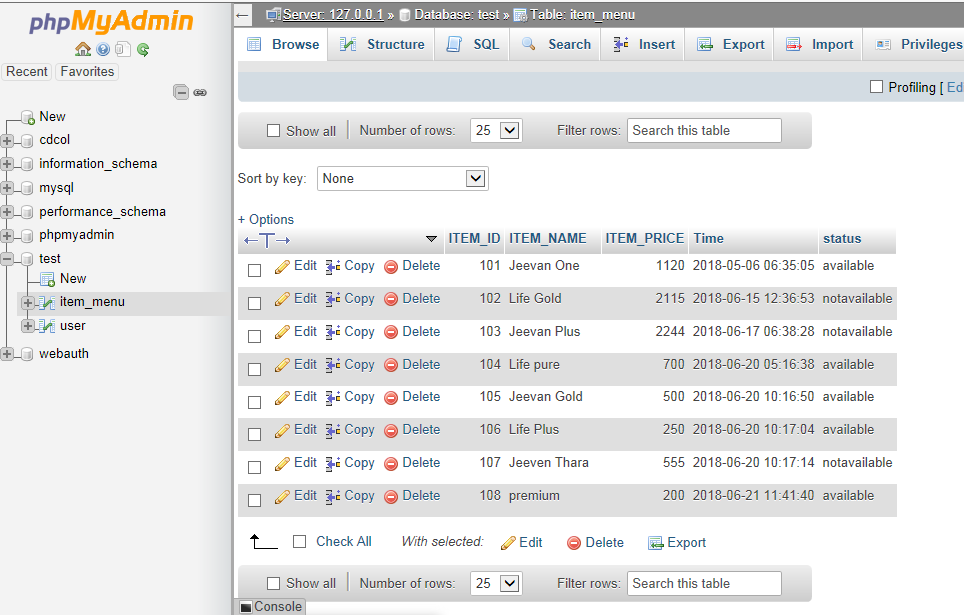 phpMyAdmin
Recent Favorites
New
cdcol
information_schema
mysql
performance_schema
phpmyadmin
test
New
item_menu
user
webauth
Server: 127.0.0.1 » Database: test » Table: item_menu
Browse Structure SQL Search Insert Export Import Privileges
Profiling [ Ed
Show all Number of rows: 25 Filter rows: Search this table
Sort by key: None
+ Options
←T→ ITEM_ID ITEM_NAME ITEM_PRICE Time status
Edit Copy Delete 101 Jeevan One 1120 2018-05-06 06:35:05 available
Edit Copy Delete 102 Life Gold 2115 2018-06-15 12:36:53 notavailable
Edit Copy Delete 103 Jeevan Plus 2244 2018-06-17 06:38:28 notavailable
Edit Copy Delete 104 Life pure 700 2018-06-20 05:16:38 available
Edit Copy Delete 105 Jeevan Gold 500 2018-06-20 10:16:50 available
Edit Copy Delete 106 Life Plus 250 2018-06-20 10:17:04 available
Edit Copy Delete 107 Jeeven Thara 555 2018-06-20 10:17:14 notavailable
Edit Copy Delete 108 premium 200 2018-06-21 11:41:40 available
Check All With selected: Edit Delete Export
Show all Number of rows: 25 Filter rows: Search this table
Console